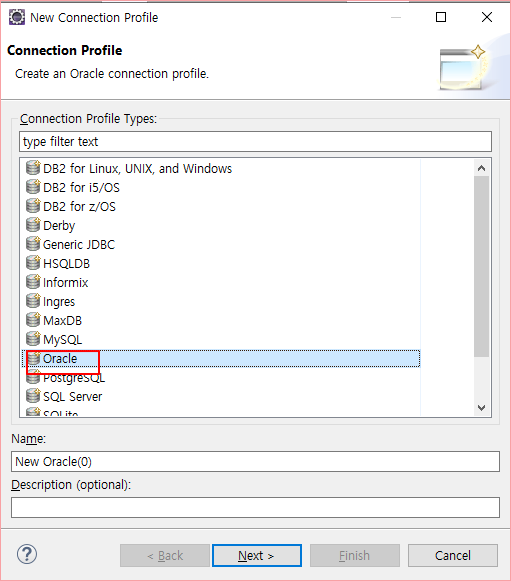 New Connection Profile
Connection Profile
Create an Oracle connection profile.
Connection Profile Types:
type filter text
DB2 for Linux, UNIX, and Windows
DB2 for i5/OS
DB2 for z/OS
Derby
Generic JDBC
HSQLDB
Informix
Ingres
MaxDB
MySQL
Oracle
PostgreSQL
SQL Server
SQLite
Name:
New Oracle(0)
Description (optional):
?
< Back
Next >
Finish
Cancel